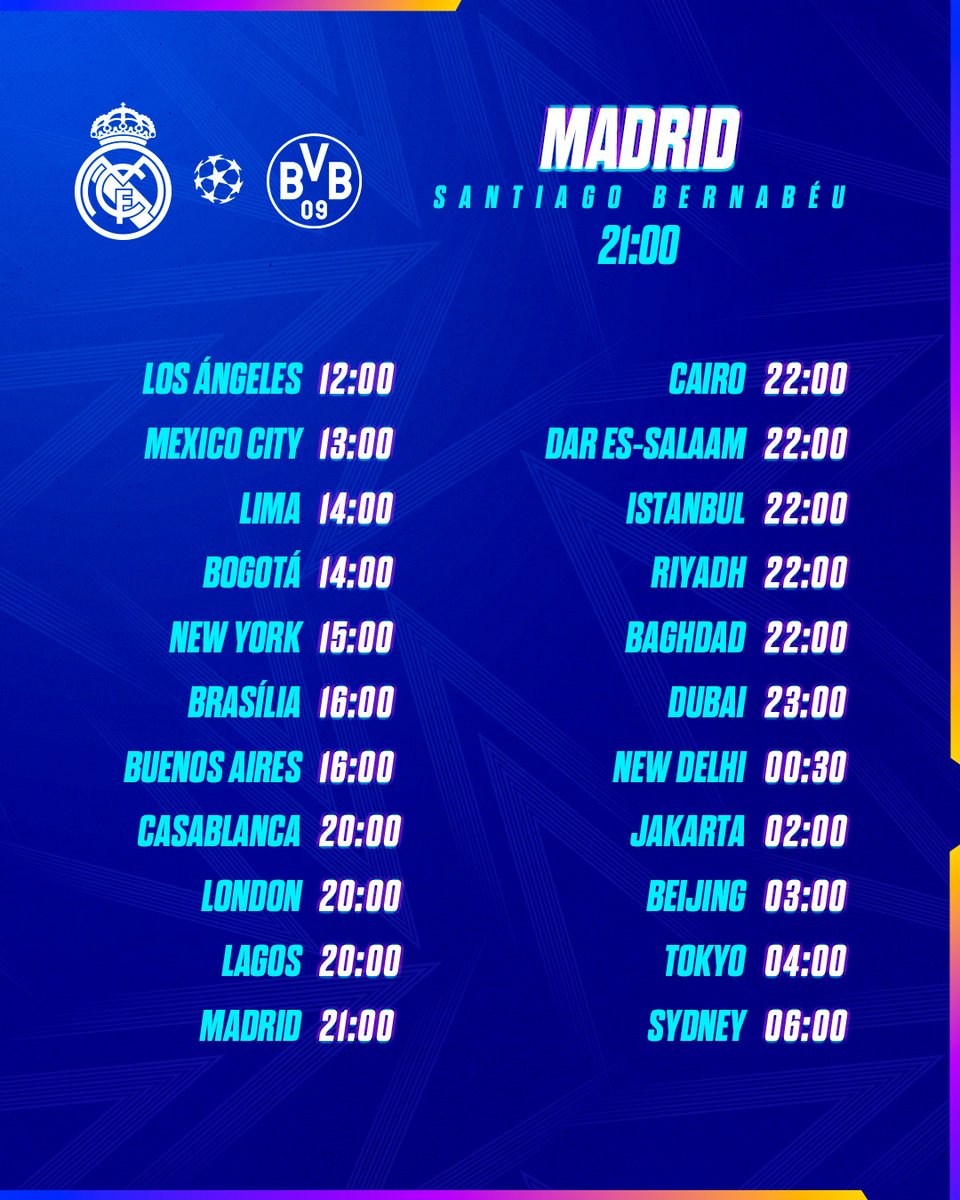 BVB
09
MADRID
SANTIAGO BERNABÉU
21:00
LOS ÁNGELES 12:00
MEXICO CITY 13:00
LIMA 14:00
BOGOTÁ 14:00
NEW YORK 15:00
BRASÍLIA 16:00
BUENOS AIRES 16:00
CASABLANCA 20:00
LONDON 20:00
LAGOS 20:00
MADRID 21:00
CAIRO 22:00
DAR ES-SALAAM 22:00
ISTANBUL 22:00
RIYADH 22:00
BAGHDAD 22:00
DUBAI 23:00
NEW DELHI 00:30
JAKARTA 02:00
BEIJING 03:00
TOKYO 04:00
SYDNEY 06:00